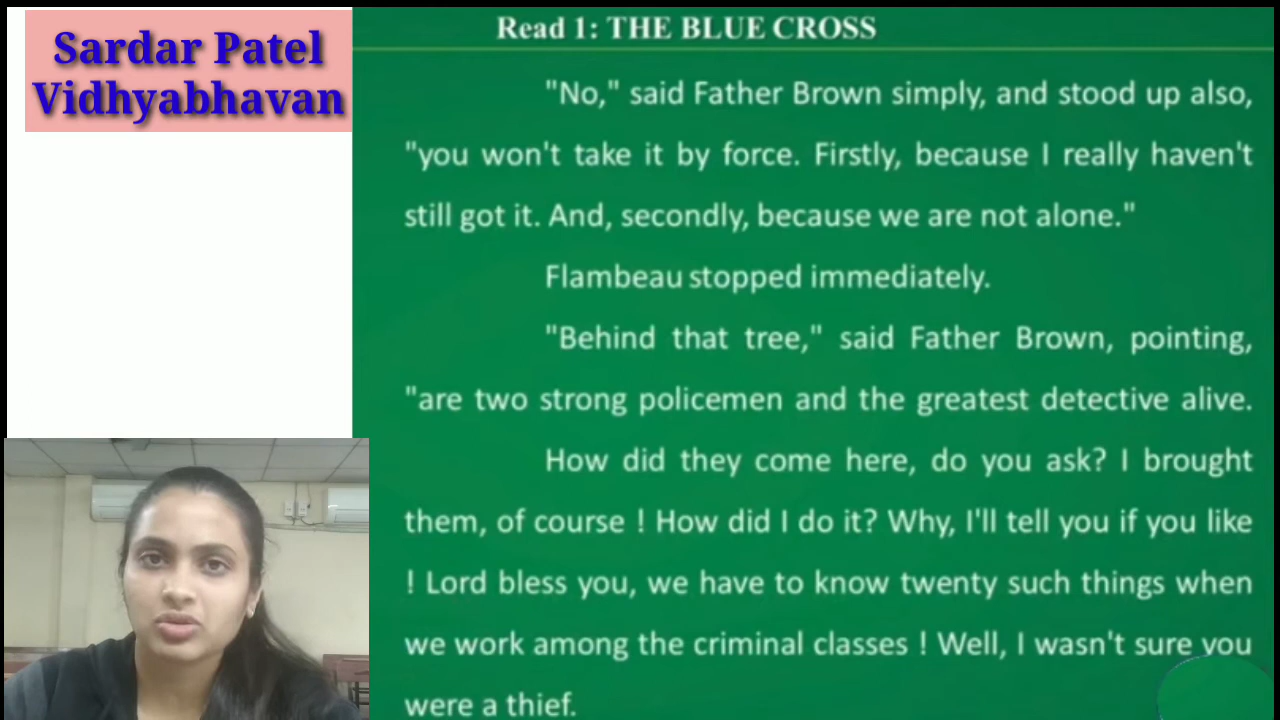 Sardar Patel
Vidhyabhavan
Read 1: THE BLUE CROSS
"No," said Father Brown simply, and stood up also,
"you won't take it by force. Firstly, because I really haven't
still got it. And, secondly, because we are not alone."
Flambeau stopped immediately.
"Behind that tree," said Father Brown, pointing,
"are two strong policemen and the greatest detective alive.
How did they come here, do you ask? I brought
them, of course ! How did I do it? Why, I'll tell you if you like
! Lord bless you, we have to know twenty such things when
we work among the criminal classes ! Well, I wasn't sure you
were a thief.